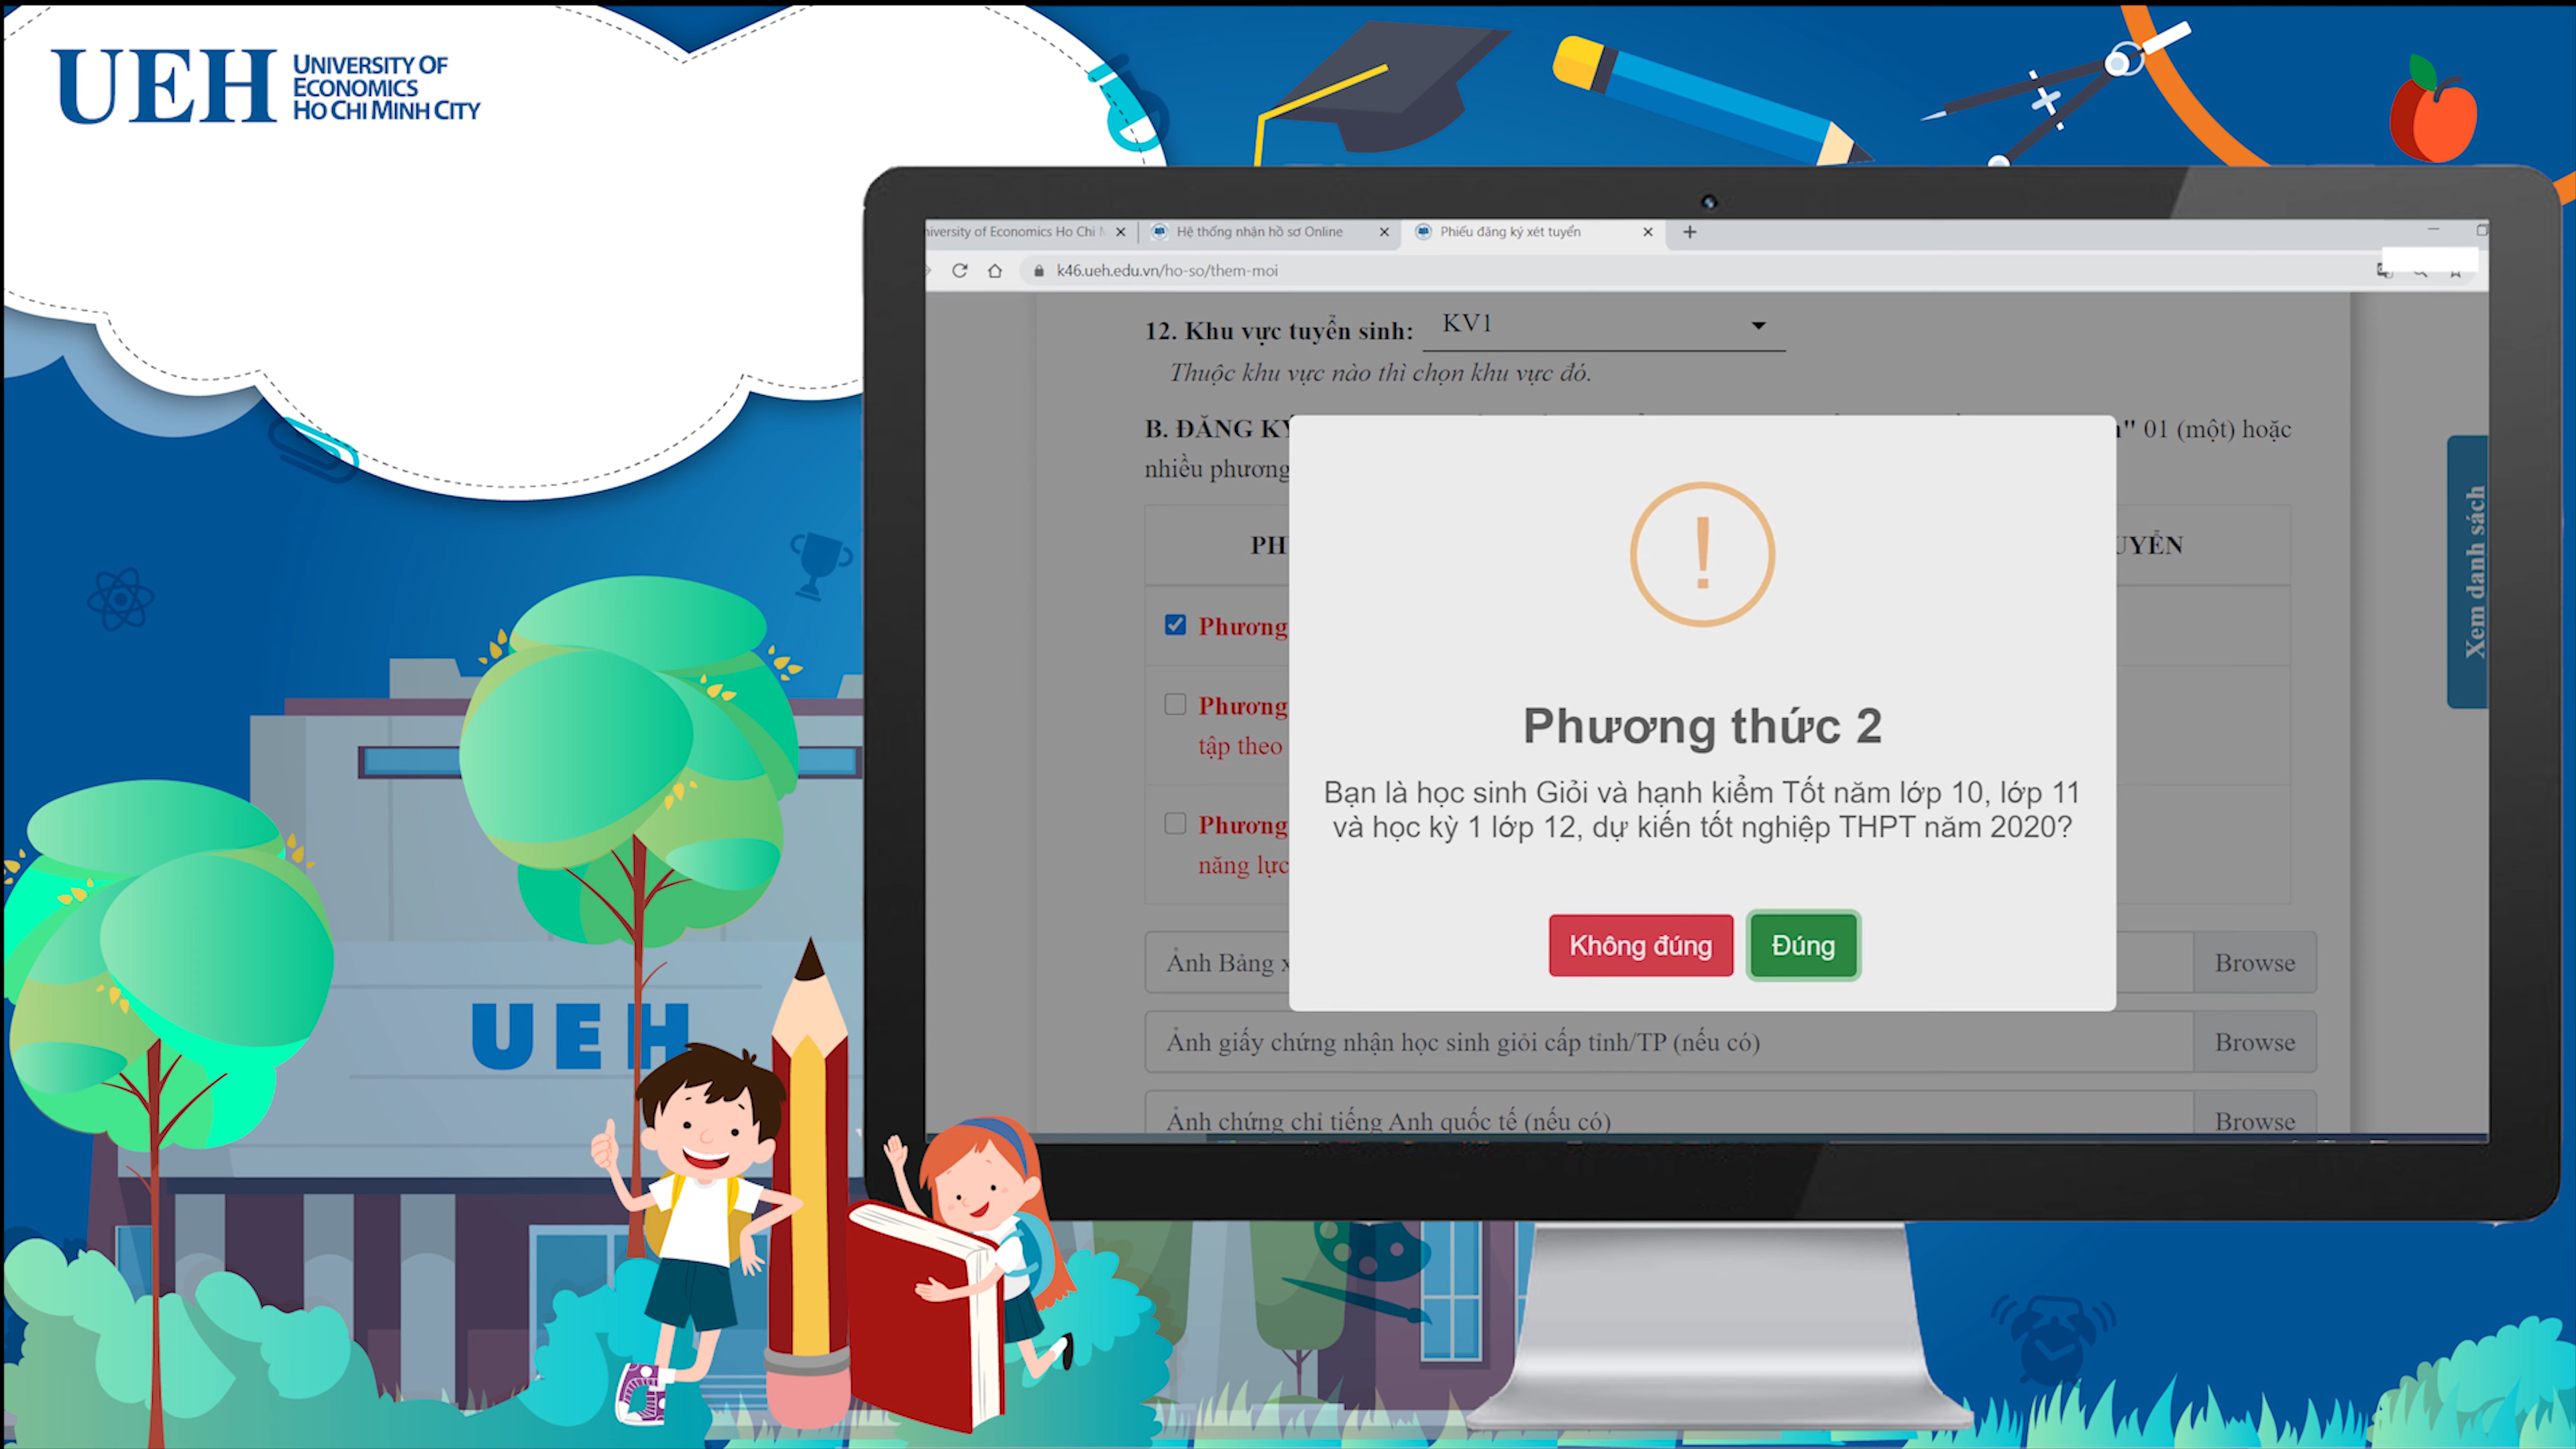 UEH
UNIVERSITY OF
ECONOMICS
HO CHI MINH CITY
niversity of Economics Ho Chi
Hệ thống nhận hồ sơ Online
Phiếu đăng ký xét tuyển
k46.ueh.edu.vn/ho-so/them-moi
12. Khu vực tuyển sinh: KV1
Thuộc khu vực nào thì chọn khu vực đó.
B. ĐĂNG KÝ
" 01 (một) hoặc
nhiều phương
Xem danh sách
Phương
Phương
tập theo
Phương
năng lực
Phương thức 2
Bạn là học sinh Giỏi và hạnh kiểm Tốt năm lớp 10, lớp 11
và học kỳ 1 lớp 12, dự kiến tốt nghiệp THPT năm 2020?
Không đúng
Đúng
Ảnh Bảng
Browse
Ảnh giấy chứng nhận học sinh giỏi cấp tỉnh/TP (nếu có)
Browse
Ảnh chứng chỉ tiếng Anh quốc tế (nếu có)
Browse
UEH